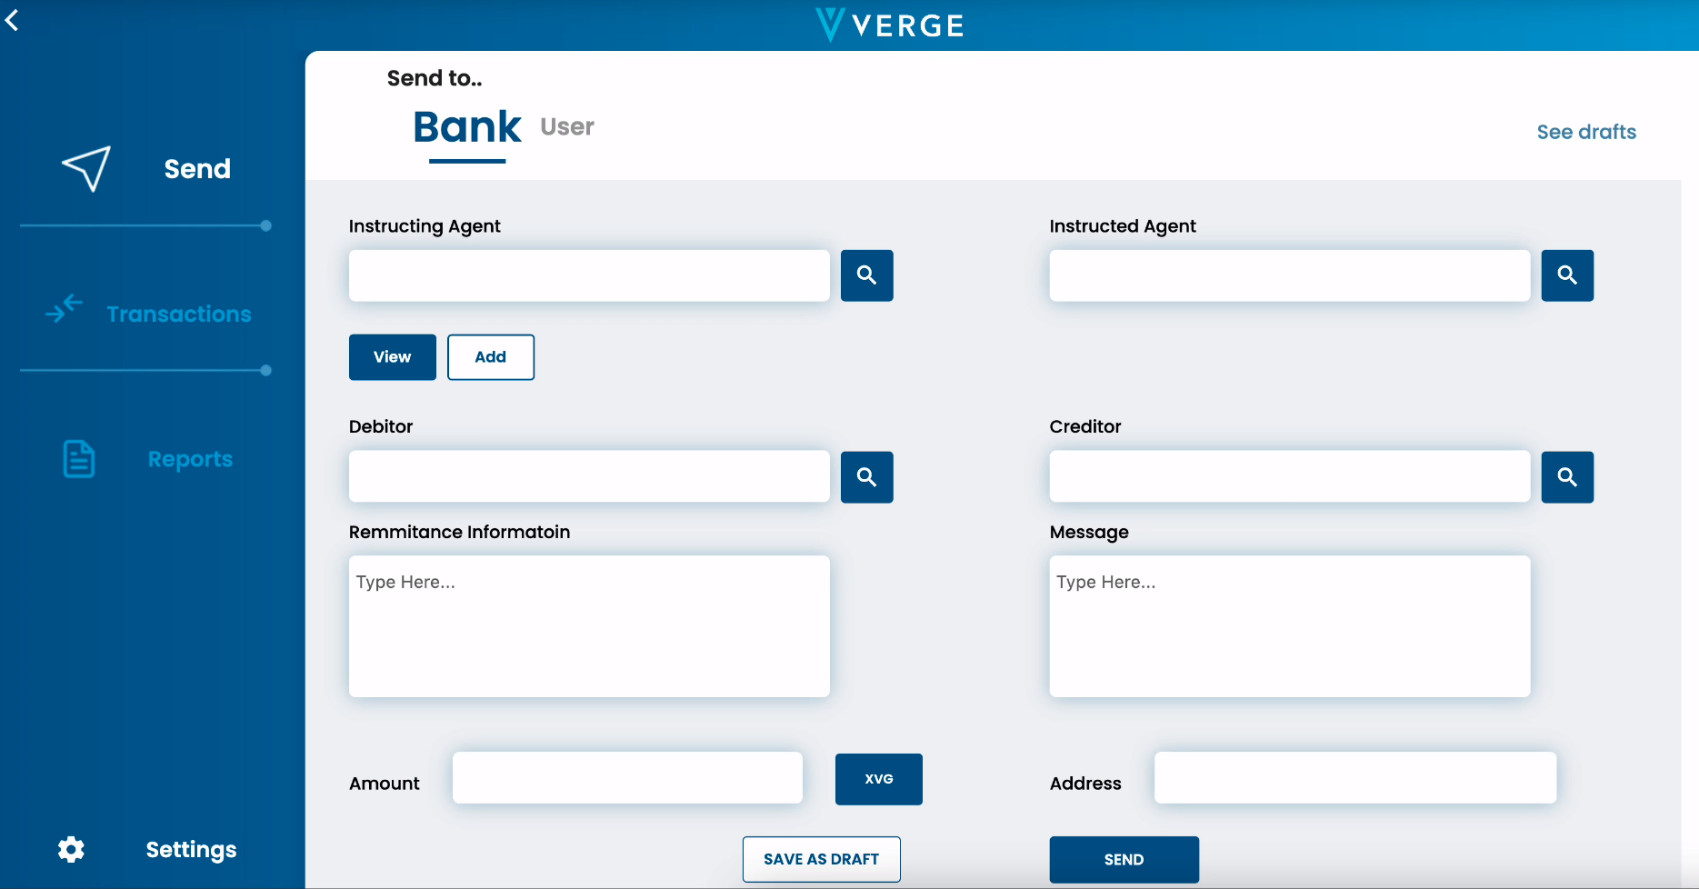 VERGE
Send to..
Bank User
See drafts
Send
Transactions
Reports
Settings
Instructing Agent
Instructed Agent
View Add
Debitor
Creditor
Remmitance Informatoin
Message
Type Here...
Type Here...
Amount
XVG
Address
SAVE AS DRAFT
SEND